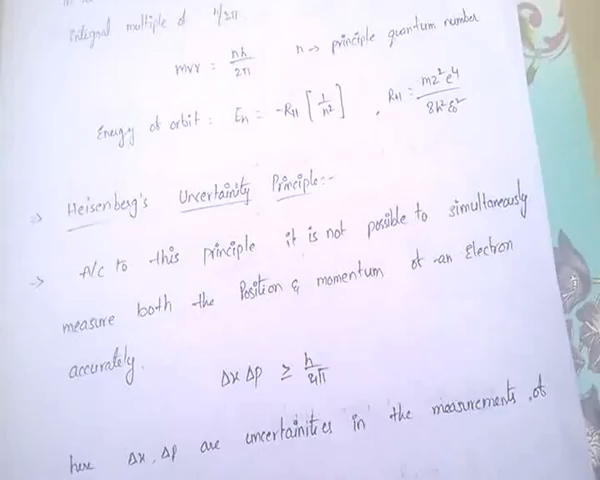 integral multiple of h/2π
mvr = nh/2π n → principle quantum number
Energy of orbit : En = -RH [1/n²] , RH = mz²e⁴/8h²ε²
⇒ Heisenberg's Uncertainity Principle:-
→ A/c to this principle it is not possible to simultaneously
measure both the Position & momentum of an Electron
accurately.
Δx Δp ≥ h/4π
here Δx, Δp are uncertainities in the measurements of